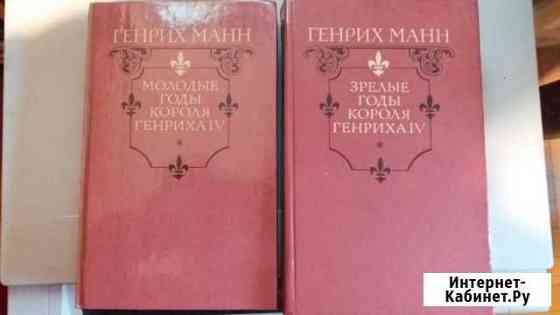 ГЕНРИХ МАНН
МОЛОДЫЕ
ГОДЫ
КОРОЛЯ
ГЕНРИХА IV
ГЕНРИХ МАНН
ЗРЕЛЫЕ
ГОДЫ
КОРОЛЯ
ГЕНРИХА IV
Интернет-
Кабинет.Ру